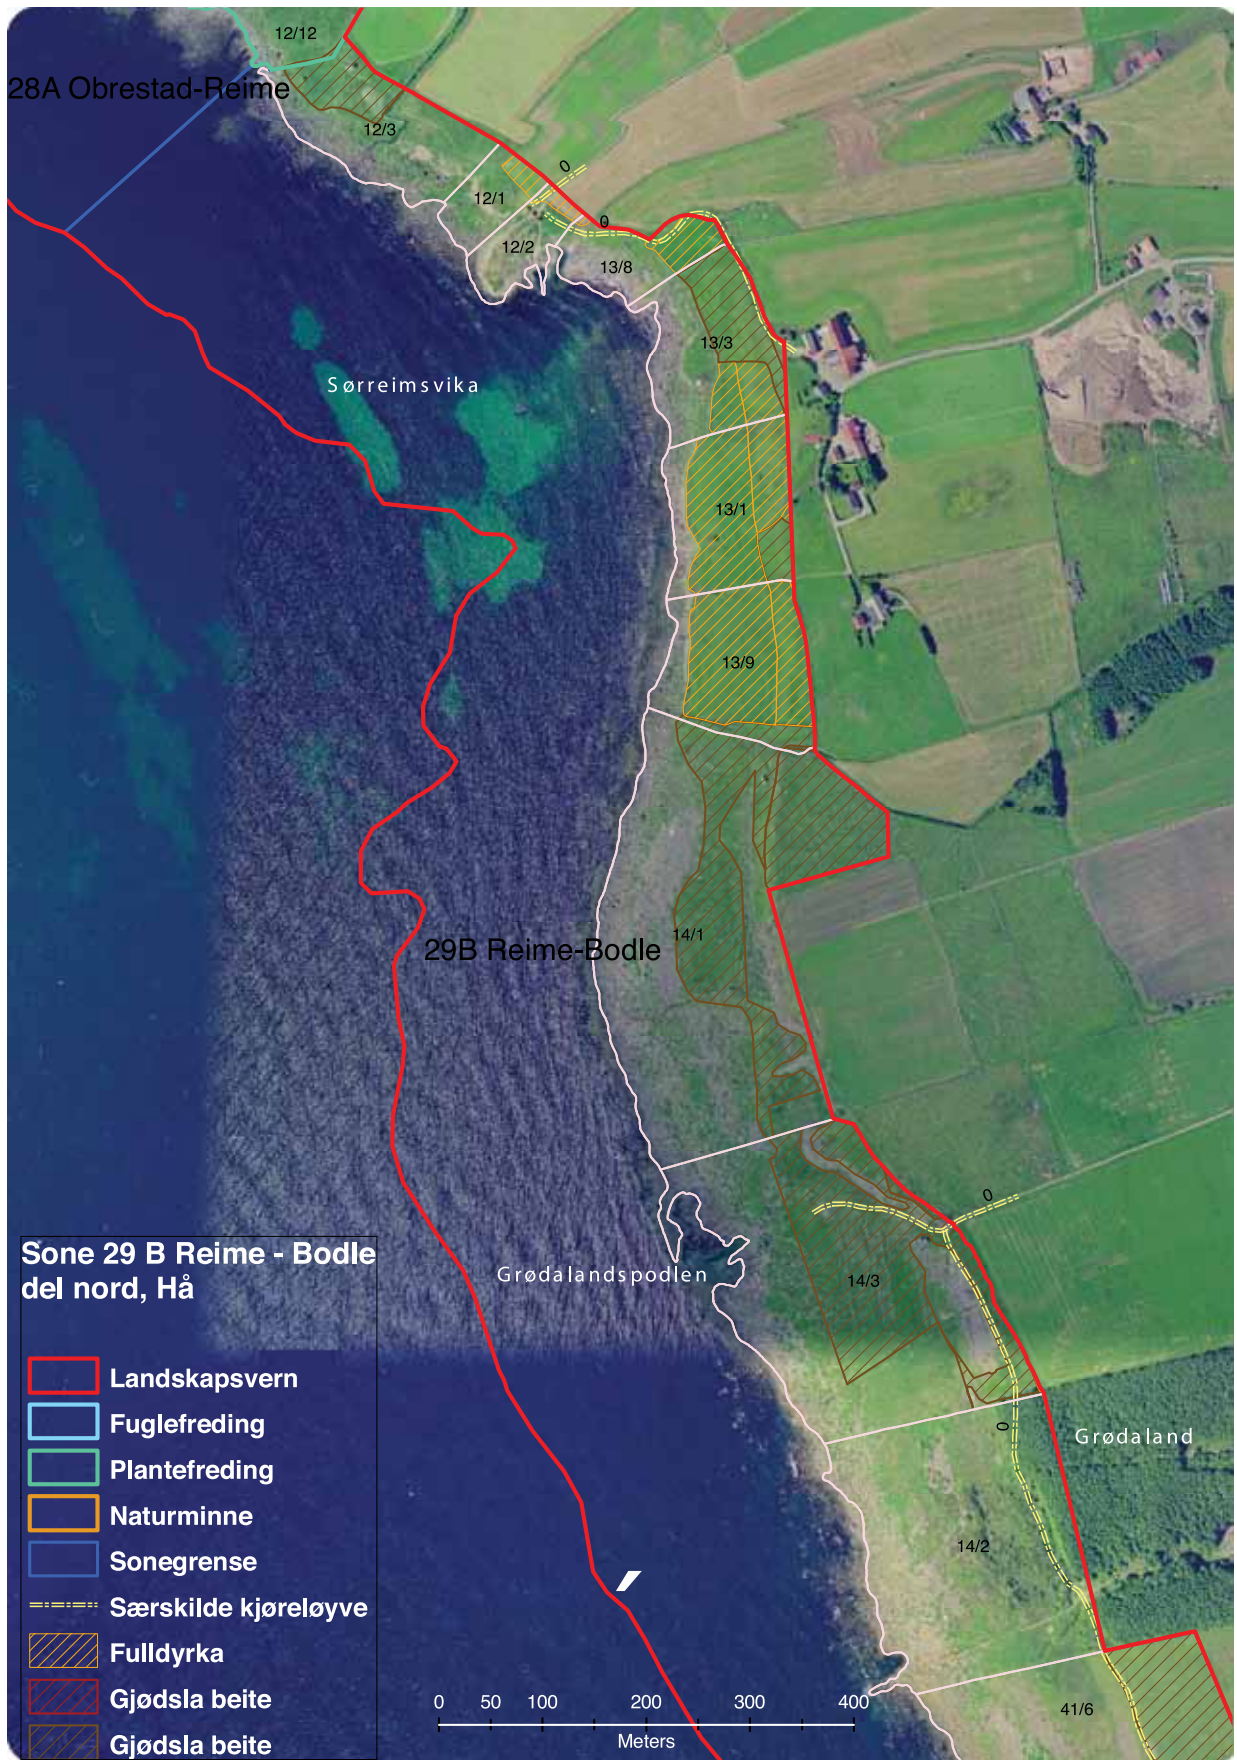 12/12
28A Obrestad-Reime
12/3
0
12/1
0
12/2
13/8
13/3
Sørreimsvika
13/1
13/9
14/1
29B Reime-Bodle
0
Grødalandspodlen
14/3
0
Grødaland
14/2
41/6
Sone 29 B Reime - Bodle
del nord, Hå
Landskapsvern
Fuglefreding
Plantefreding
Naturminne
Sonegrense
Særskilde kjøreløyve
Fulldyrka
Gjødsla beite
Gjødsla beite
0 50 100 200 300 400
Meters